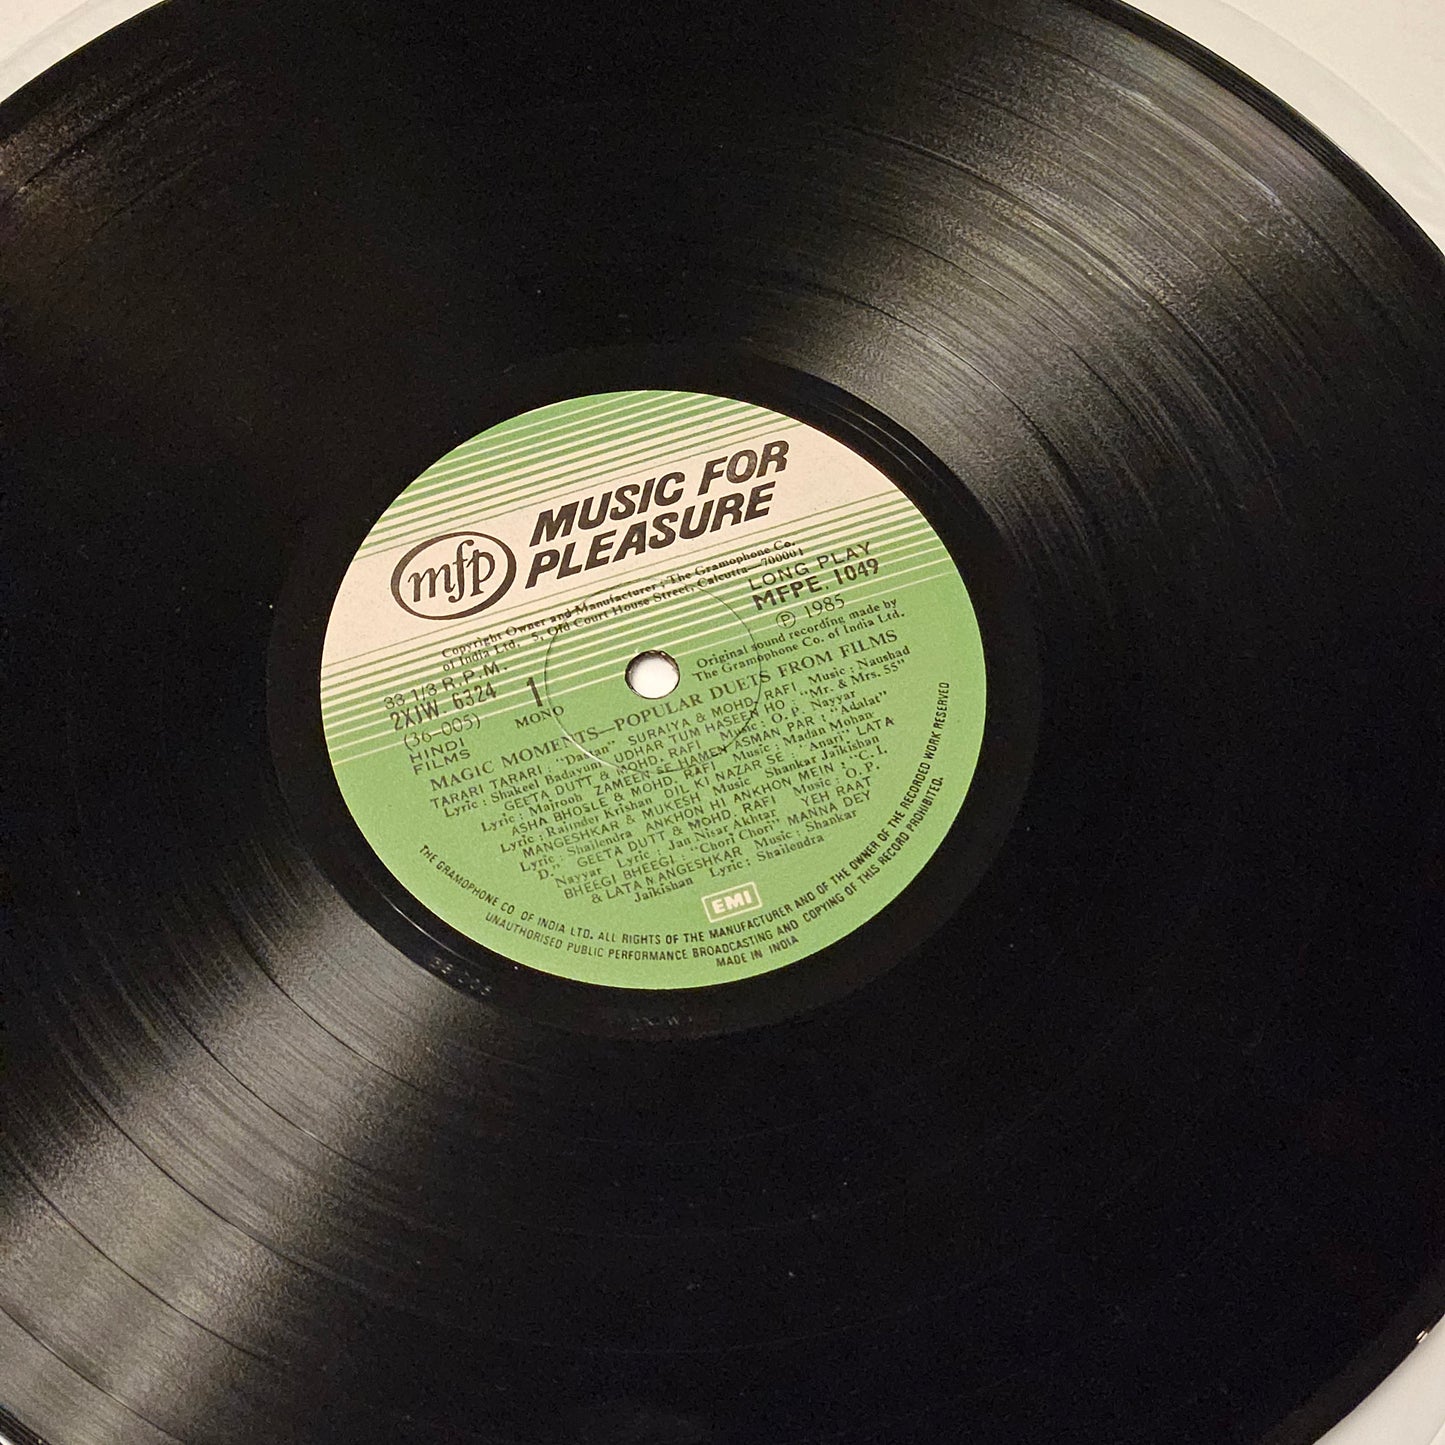 mfp
MUSIC FOR
PLEASURE
Copyright Owner and Manufacturer : The Gramophone Co.
of India Ltd. 5, Old Court House Street, Calcutta—700001
33 1/3 R.P.M.
2XJW. 6324
(36-005)
HINDI
FILMS
1
MONO
LONG PLAY
MFPE. 1049
Ⓟ 1985
Original sound recording made by
The Gramophone Co. of India Ltd.
MAGIC MOMENTS—POPULAR DUETS FROM FILMS
TARARI TARARI : "Dastan" SURAIYA & MOHD. RAFI Music : Naushad
Lyric : Shakeel Badayuni UDHAR TUM HASEEN HO : "Mr. & Mrs. 55"
GEETA DUTT & MOHD. RAFI Music : O. P. Nayyar
Lyric : Majrooh ZAMEEN SE HAMEN ASMAN PAR : "Adalat"
ASHA BHOSLE & MOHD. RAFI Music : Madan Mohan
Lyric : Rajinder Krishan DIL KI NAZAR SE : "Anari" LATA
MANGESHKAR & MUKESH Music : Shankar Jaikishan
Lyric : Shailendra ANKHON HI ANKHON MEIN : "C. I.
D." GEETA DUTT & MOHD. RAFI Music : O. P.
Nayyar Lyric : Jan Nisar Akhtar YEH RAAT
BHEEGI BHEEGI : "Chori Chori" MANNA DEY
& LATA MANGESHKAR Music : Shankar
Jaikishan Lyric : Shailendra
EMI
THE GRAMOPHONE CO. OF INDIA LTD. ALL RIGHTS OF THE MANUFACTURER AND OF THE OWNER OF THE RECORDED WORK RESERVED
UNAUTHORISED PUBLIC PERFORMANCE BROADCASTING AND COPYING OF THIS RECORD PROHIBITED.
MADE IN INDIA